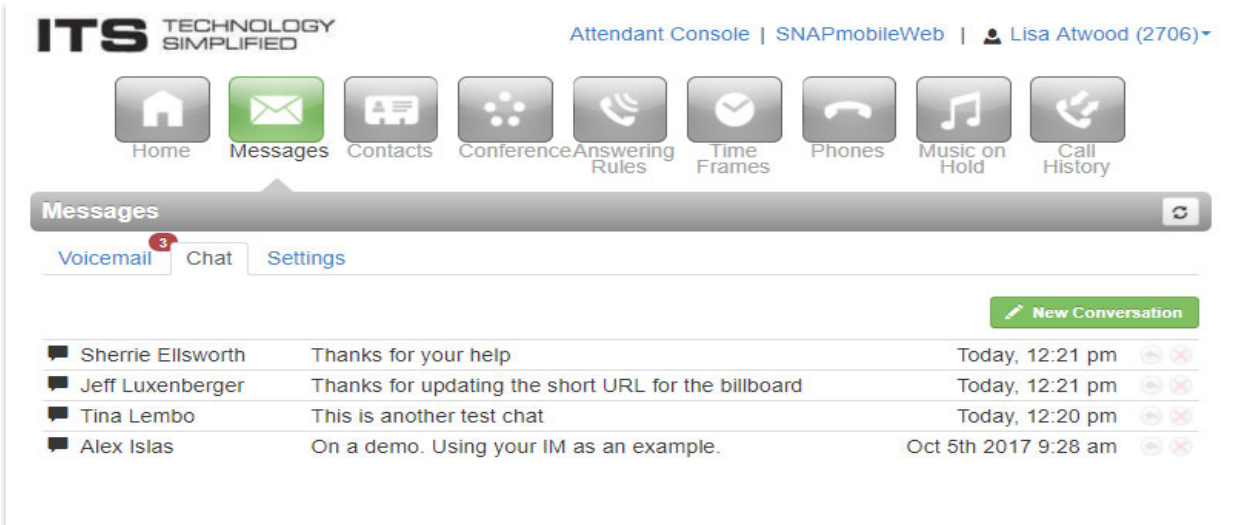 ITS TECHNOLOGY SIMPLIFIED
Attendant Console | SNAPmobileWeb | Lisa Atwood (2706)
Home Messages Contacts Conference Answering Rules Time Frames Phones Music on Hold Call History
Messages
Voicemail 3 Chat Settings
New Conversation
Sherrie Ellsworth Thanks for your help Today, 12:21 pm
Jeff Luxenberger Thanks for updating the short URL for the billboard Today, 12:21 pm
Tina Lembo This is another test chat Today, 12:20 pm
Alex Islas On a demo. Using your IM as an example. Oct 5th 2017 9:28 am